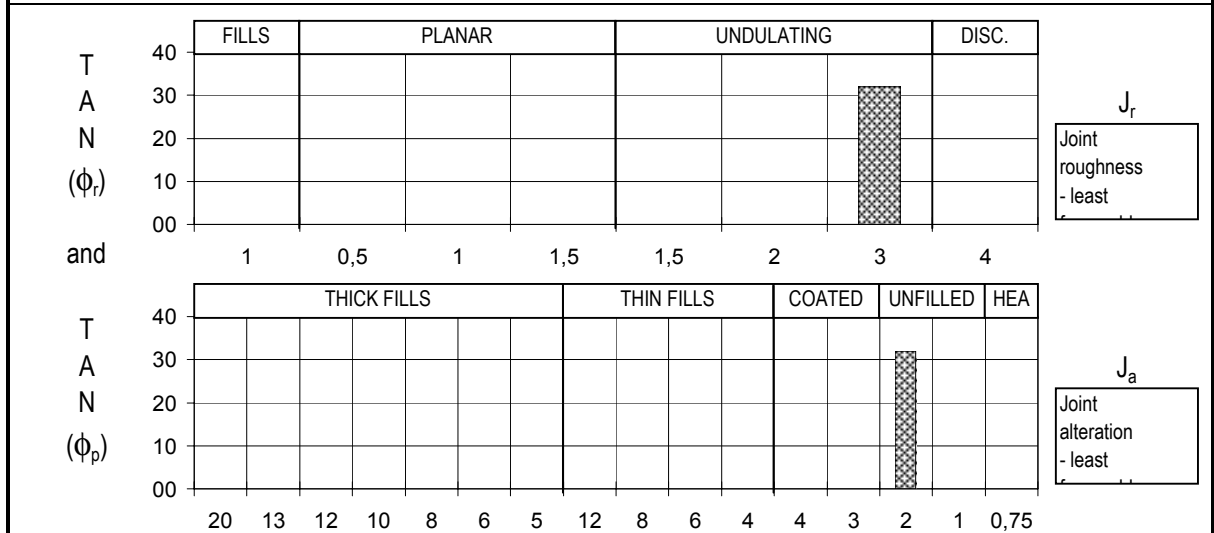 FILLS PLANAR UNDULATING DISC.
T
A
N
(ϕr)
40
30
20
10
00
Jr
Joint
roughness
- least
and
1 0,5 1 1,5 1,5 2 3 4
THICK FILLS THIN FILLS COATED UNFILLED HEA
T
A
N
(ϕp)
40
30
20
10
00
Ja
Joint
alteration
- least
20 13 12 10 8 6 5 12 8 6 4 4 3 2 1 0,75